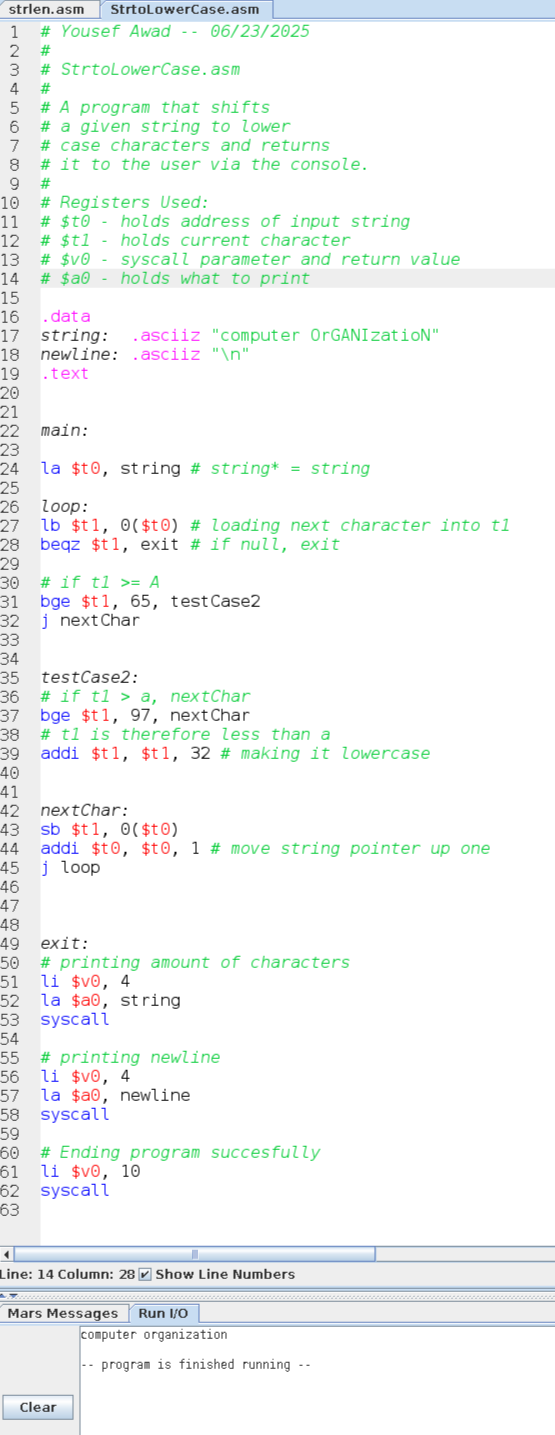 strlen.asm StrtoLowerCase.asm
1 # Yousef Awad -- 06/23/2025
2 #
3 # StrtoLowerCase.asm
4 #
5 # A program that shifts
6 # a given string to lower
7 # case characters and returns
8 # it to the user via the console.
9 #
10 # Registers Used:
11 # $t0 - holds address of input string
12 # $t1 - holds current character
13 # $v0 - syscall parameter and return value
14 # $a0 - holds what to print
15
16 .data
17 string:  .asciiz "computer OrGANIzatioN"
18 newline: .asciiz "\n"
19 .text
20
21
22 main:
23
24 la $t0, string # string* = string
25
26 loop:
27 lb $t1, 0($t0) # loading next character into t1
28 beqz $t1, exit # if null, exit
29
30 # if t1 >= A
31 bge $t1, 65, testCase2
32 j nextChar
33
34
35 testCase2:
36 # if t1 > a, nextChar
37 bge $t1, 97, nextChar
38 # t1 is therefore less than a
39 addi $t1, $t1, 32 # making it lowercase
40
41
42 nextChar:
43 sb $t1, 0($t0)
44 addi $t0, $t0, 1 # move string pointer up one
45 j loop
46
47
48
49 exit:
50 # printing amount of characters
51 li $v0, 4
52 la $a0, string
53 syscall
54
55 # printing newline
56 li $v0, 4
57 la $a0, newline
58 syscall
59
60 # Ending program succesfully
61 li $v0, 10
62 syscall
63
Line: 14 Column: 28 Show Line Numbers
Mars Messages Run I/O
computer organization
-- program is finished running --
Clear